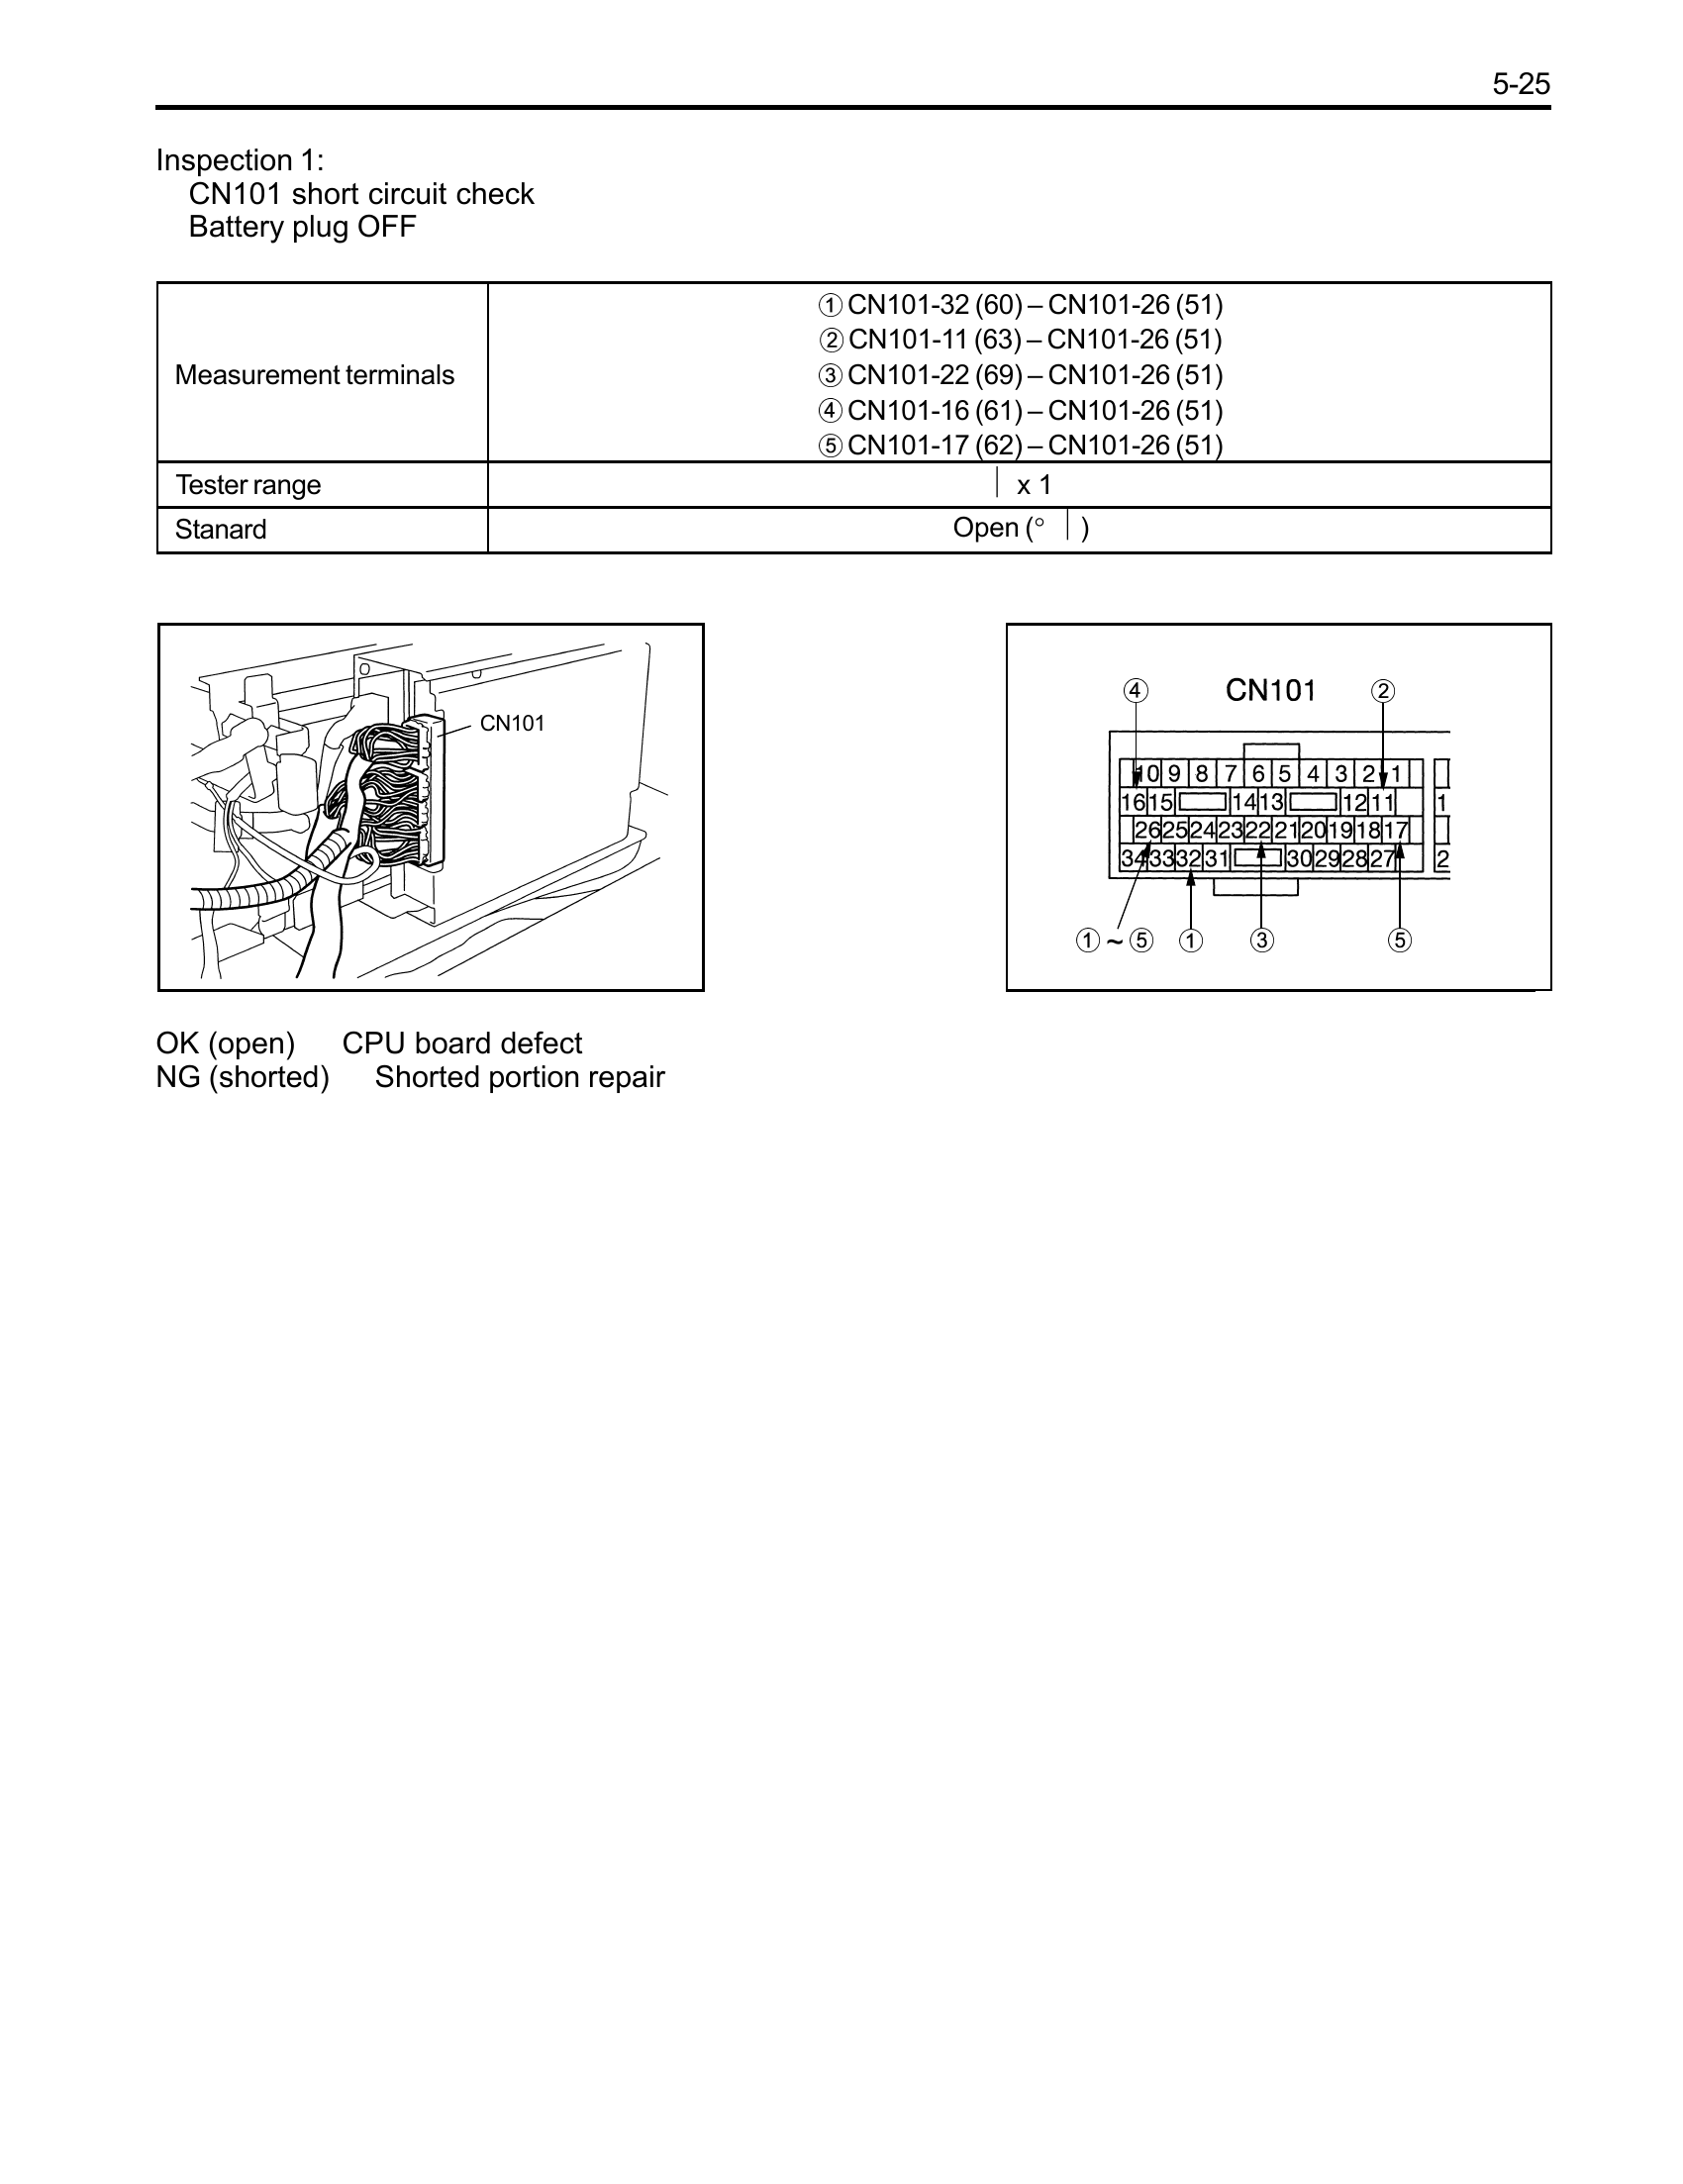 5-25
Inspection 1:
CN101 short circuit check
Battery plug OFF
Measurement terminals
① CN101-32 (60) – CN101-26 (51)
② CN101-11 (63) – CN101-26 (51)
③ CN101-22 (69) – CN101-26 (51)
④ CN101-16 (61) – CN101-26 (51)
⑤ CN101-17 (62) – CN101-26 (51)
Tester range | x 1
Stanard Open (° | )
CN101
④ CN101 ②
10 9 8 7 6 5 4 3 2 1
16 15 14 13 12 11 1
26 25 24 23 22 21 20 19 18 17
34 33 32 31 30 29 28 27 2
① ~ ⑤ ① ③ ⑤
OK (open) CPU board defect
NG (shorted) Shorted portion repair